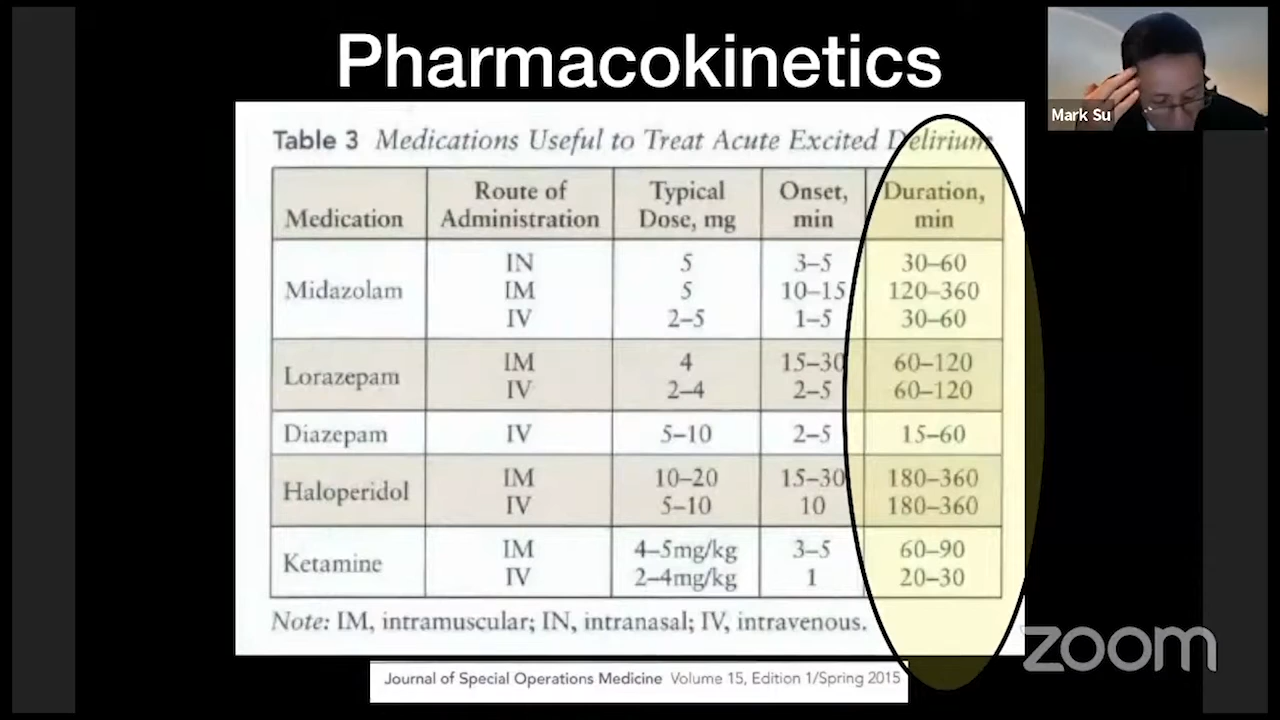 Pharmacokinetics
Mark Su
Table 3 Medications Useful to Treat Acute Excited Delirium
Medication Route of Administration Typical Dose, mg Onset, min Duration, min
Midazolam IN 5 3–5 30–60
IM 5 10–15 120–360
IV 2–5 1–5 30–60
Lorazepam IM 4 15–30 60–120
IV 2–4 2–5 60–120
Diazepam IV 5–10 2–5 15–60
Haloperidol IM 10–20 15–30 180–360
IV 5–10 10 180–360
Ketamine IM 4–5mg/kg 3–5 60–90
IV 2–4mg/kg 1 20–30
Note: IM, intramuscular; IN, intranasal; IV, intravenous.
zoom
Journal of Special Operations Medicine Volume 15, Edition 1/Spring 2015